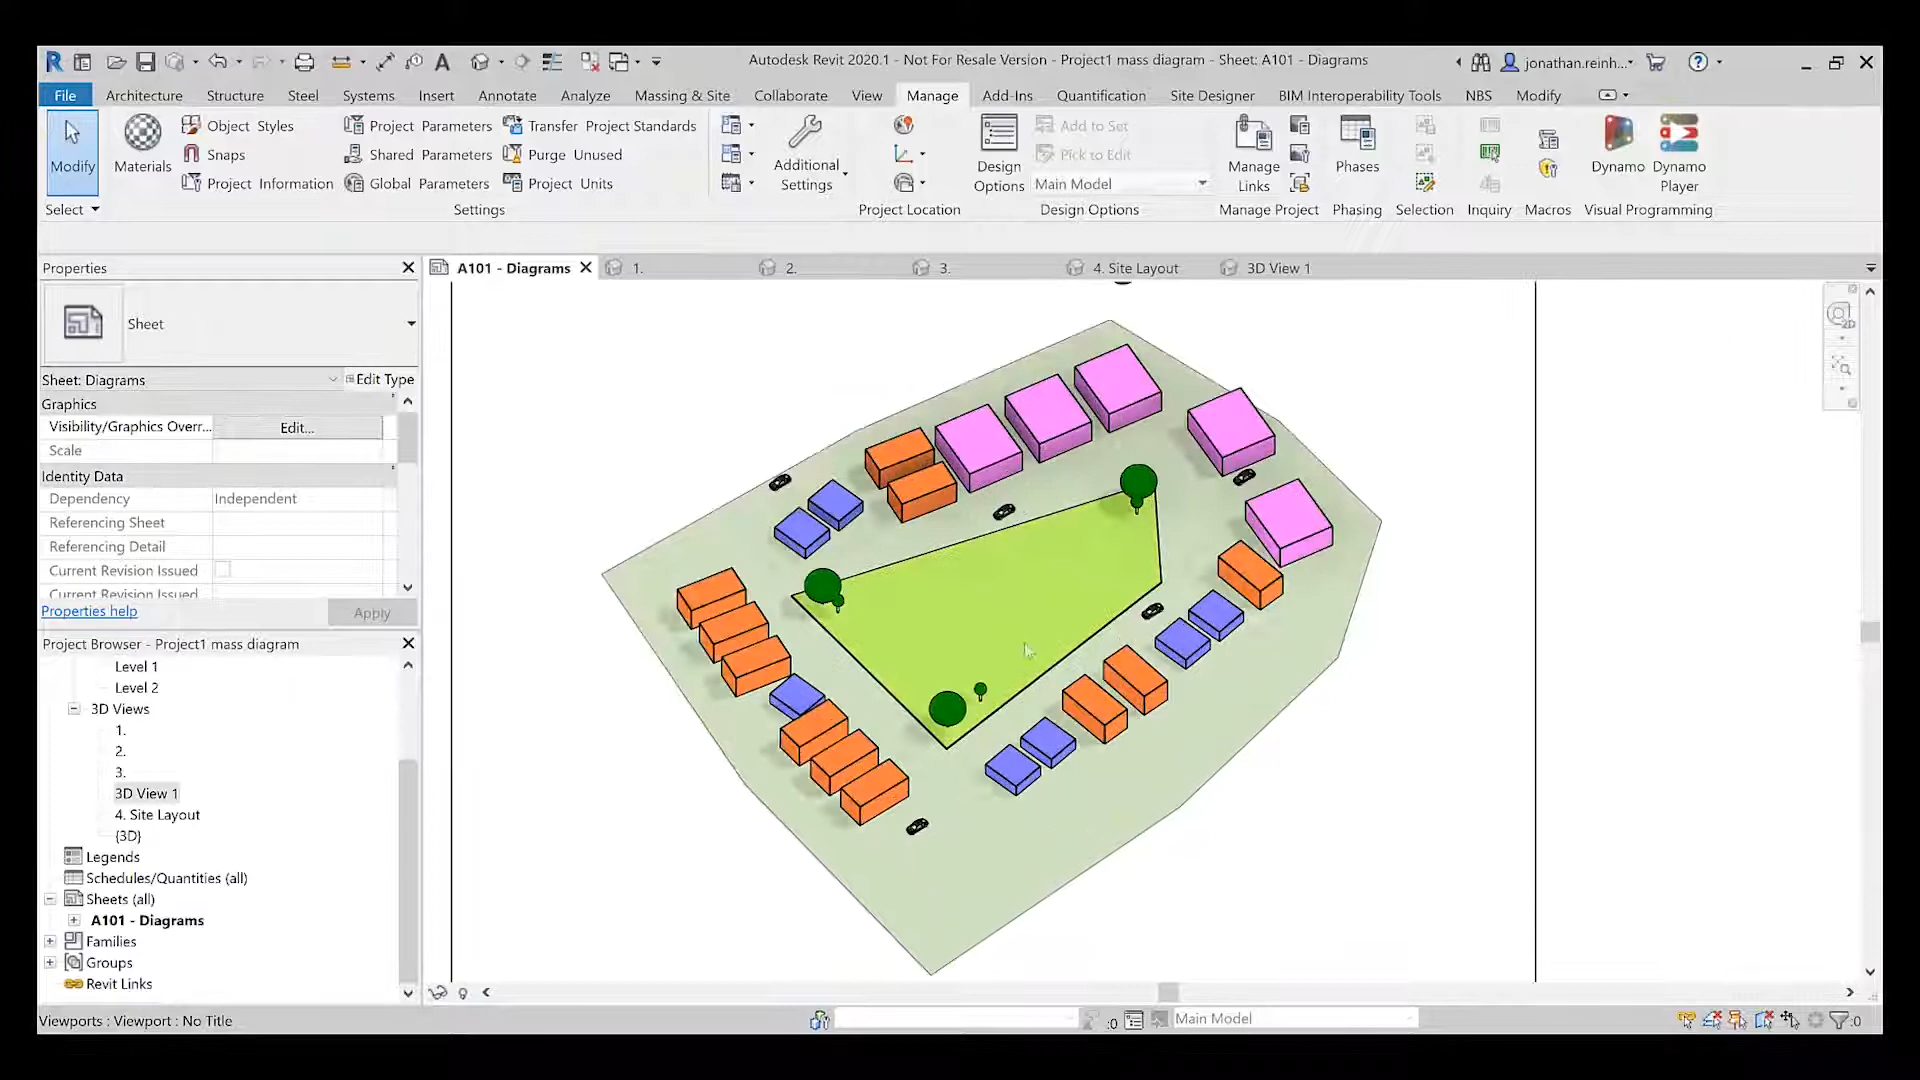 Autodesk Revit 2020.1 - Not For Resale Version - Project1 mass diagram - Sheet: A101 - Diagrams
jonathan.reinh...
File Architecture Structure Steel Systems Insert Annotate Analyze Massing & Site Collaborate View Manage Add-Ins Quantification Site Designer BIM Interoperability Tools NBS Modify
Modify
Materials
Object Styles
Snaps
Project Information
Project Parameters
Shared Parameters
Global Parameters
Transfer Project Standards
Purge Unused
Project Units
Additional
Settings
Design
Options
Add to Set
Pick to Edit
Main Model
Manage
Links
Phases
Dynamo
Dynamo
Player
Select Settings Project Location Design Options Manage Project Phasing Selection Inquiry Macros Visual Programming
Properties
A101 - Diagrams 1. 2. 3. 4. Site Layout 3D View 1
Sheet
Sheet: Diagrams
Edit Type
Graphics
Visibility/Graphics Overr... Edit...
Scale
Identity Data
Dependency Independent
Referencing Sheet
Referencing Detail
Current Revision Issued
Current Revision Issued
Properties help
Apply
Project Browser - Project1 mass diagram
Level 1
Level 2
3D Views
1.
2.
3.
3D View 1
4. Site Layout
{3D}
Legends
Schedules/Quantities (all)
Sheets (all)
A101 - Diagrams
Families
Groups
Revit Links
Viewports : Viewport : No Title
:0
Main Model
:0